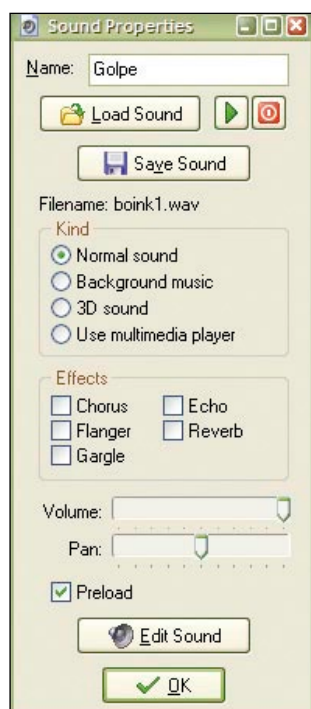 Sound Properties
Name: Golpe
Load Sound
Save Sound
Filename: boink1.wav
Kind
Normal sound
Background music
3D sound
Use multimedia player
Effects
Chorus Echo
Flanger Reverb
Gargle
Volume:
Pan:
Preload
Edit Sound
OK